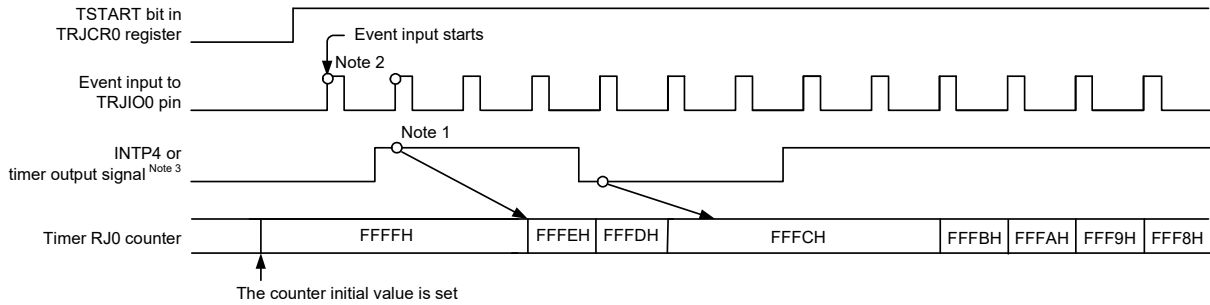 TSTART bit in
TRJCR0 register
Event input starts
Note 2
Event input to
TRJIO0 pin
Note 1
INTP4 or
timer output signal Note 3
Timer RJ0 counter
FFFFH
FFFEH
FFFDH
FFFCH
FFFBH
FFFAH
FFF9H
FFF8H
The counter initial value is set